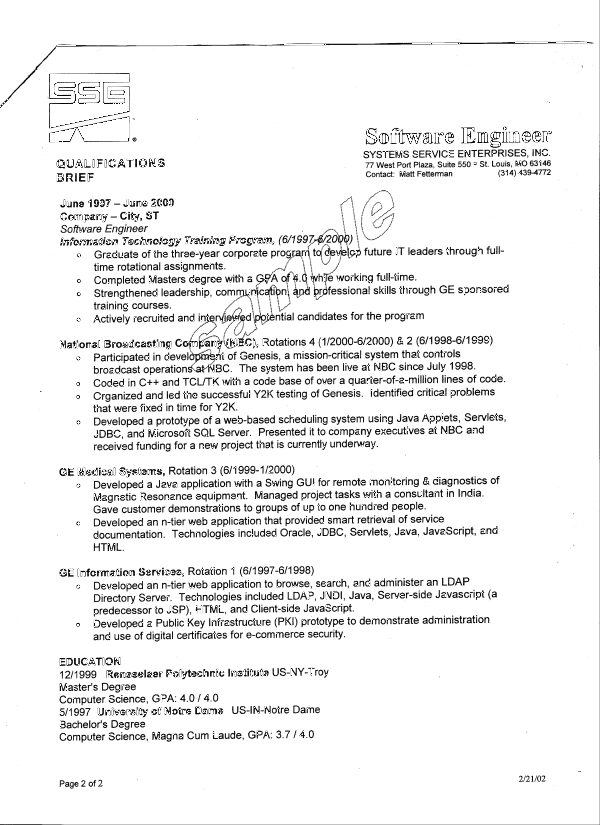 SSE
®
Software Engineer
SYSTEMS SERVICE ENTERPRISES, INC.
77 West Port Plaza, Suite 550 • St. Louis, MO 63146
Contact: Matt Fetterman (314) 439-4772
QUALIFICATIONS
BRIEF
Sample
June 1997 – June 2000
Company – City, ST
Software Engineer
Information Technology Training Program, (6/1997-6/2000)
o Graduate of the three-year corporate program to develop future IT leaders through full-
time rotational assignments.
o Completed Masters degree with a GPA of 4.0 while working full-time.
o Strengthened leadership, communication, and professional skills through GE sponsored
training courses.
o Actively recruited and interviewed potential candidates for the program
National Broadcasting Company (NBC), Rotations 4 (1/2000-6/2000) & 2 (6/1998-6/1999)
o Participated in development of Genesis, a mission-critical system that controls
broadcast operations at NBC. The system has been live at NBC since July 1998.
o Coded in C++ and TCL/TK with a code base of over a quarter-of-a-million lines of code.
o Organized and led the successful Y2K testing of Genesis. Identified critical problems
that were fixed in time for Y2K.
o Developed a prototype of a web-based scheduling system using Java Applets, Servlets,
JDBC, and Microsoft SQL Server. Presented it to company executives at NBC and
received funding for a new project that is currently underway.
GE Medical Systems, Rotation 3 (6/1999-1/2000)
o Developed a Java application with a Swing GUI for remote monitoring & diagnostics of
Magnetic Resonance equipment. Managed project tasks with a consultant in India.
Gave customer demonstrations to groups of up to one hundred people.
o Developed an n-tier web application that provided smart retrieval of service
documentation. Technologies included Oracle, JDBC, Servlets, Java, JavaScript, and
HTML.
GE Information Services, Rotation 1 (6/1997-6/1998)
o Developed an n-tier web application to browse, search, and administer an LDAP
Directory Server. Technologies included LDAP, JNDI, Java, Server-side Javascript (a
predecessor to JSP), HTML, and Client-side JavaScript.
o Developed a Public Key Infrastructure (PKI) prototype to demonstrate administration
and use of digital certificates for e-commerce security.
EDUCATION
12/1999 Rensselaer Polytechnic Institute US-NY-Troy
Master's Degree
Computer Science, GPA: 4.0 / 4.0
5/1997 University of Notre Dame US-IN-Notre Dame
Bachelor's Degree
Computer Science, Magna Cum Laude, GPA: 3.7 / 4.0
Page 2 of 2
2/21/02